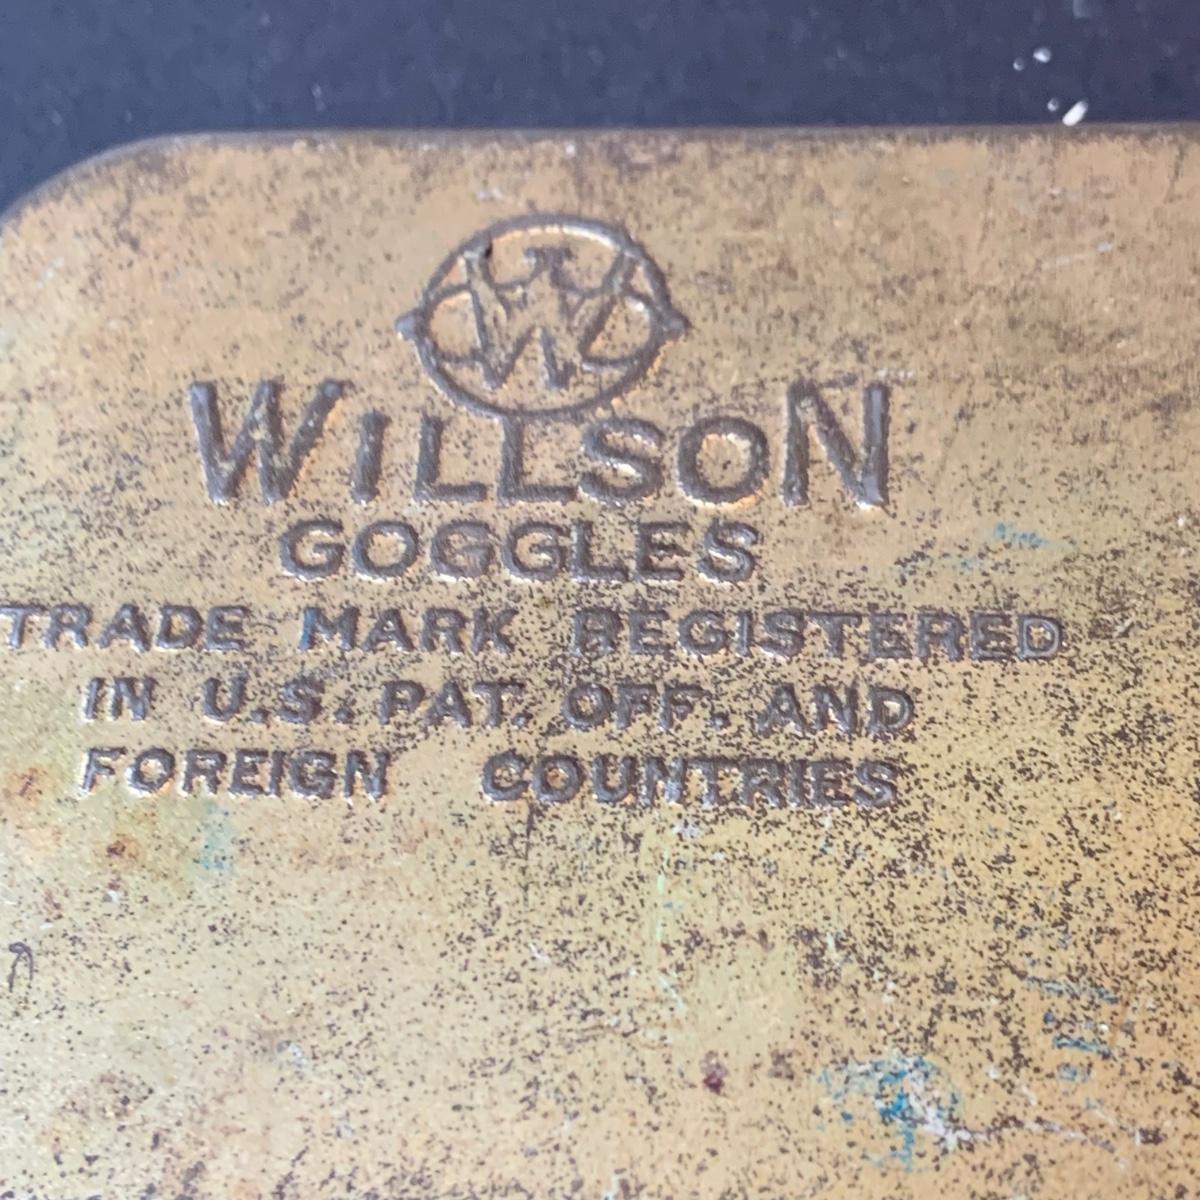 W
WILLSON
GOGGLES
TRADE MARK REGISTERED
IN U.S. PAT. OFF. AND
FOREIGN COUNTRIES